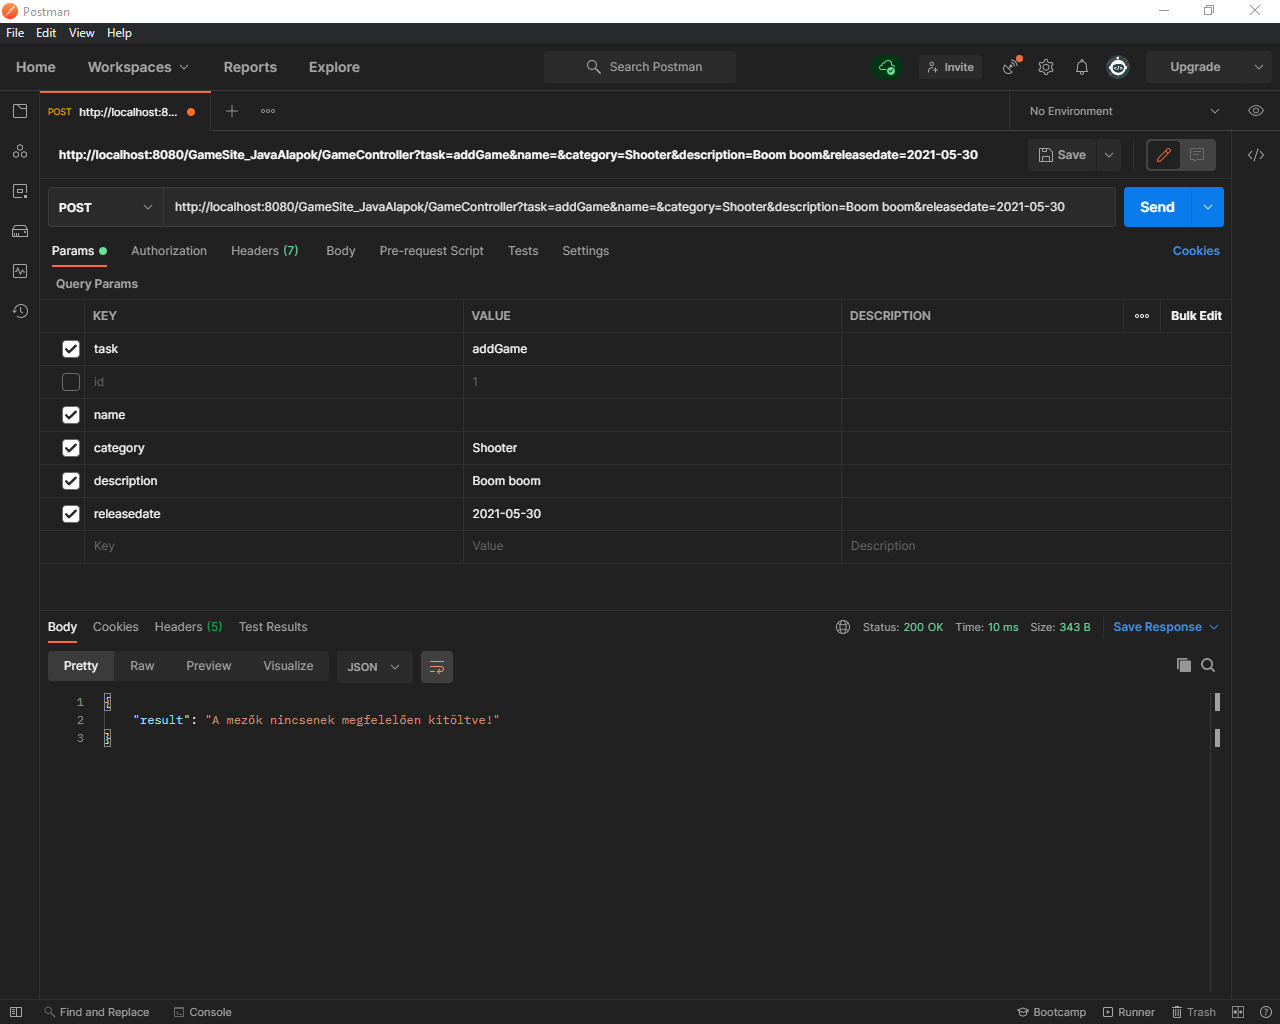 Postman
File Edit View Help
Home Workspaces Reports Explore Search Postman Invite Upgrade
POST http://localhost:8... No Environment
http://localhost:8080/GameSite_JavaAlapok/GameController?task=addGame&name=&category=Shooter&description=Boom boom&releasedate=2021-05-30 Save
POST http://localhost:8080/GameSite_JavaAlapok/GameController?task=addGame&name=&category=Shooter&description=Boom boom&releasedate=2021-05-30 Send
Params Authorization Headers (7) Body Pre-request Script Tests Settings Cookies
Query Params
KEY VALUE DESCRIPTION Bulk Edit
task addGame
id 1
name
category Shooter
description Boom boom
releasedate 2021-05-30
Key Value Description
Body Cookies Headers (5) Test Results Status: 200 OK Time: 10 ms Size: 343 B Save Response
Pretty Raw Preview Visualize JSON
1 {
2 "result": "A mezők nincsenek megfelelően kitöltve!"
3 }
Find and Replace Console Bootcamp Runner Trash